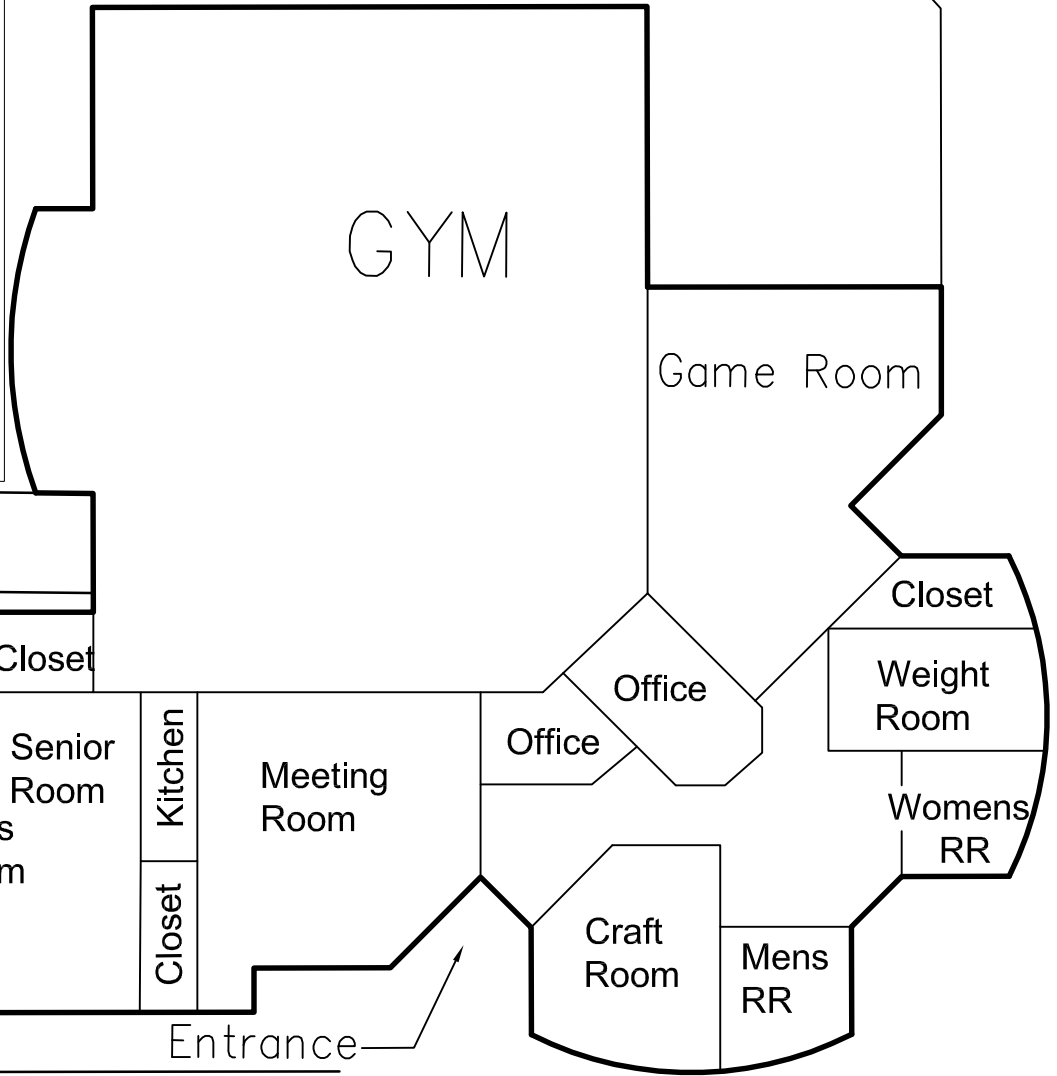 GYM
Game Room
Closet
Closet
Weight
Room
Office
Office
Senior
Room
s
m
Kitchen
Meeting
Room
Womens
RR
Closet
Craft
Room
Mens
RR
Entrance